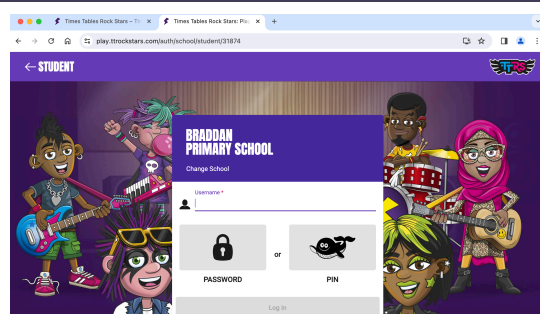 Times Tables Rock Stars – Ti
Times Tables Rock Stars: Play
play.ttrockstars.com/auth/school/student/31874
STUDENT
TTRS
BRADDAN
PRIMARY SCHOOL
Change School
Username *
or
PASSWORD
PIN
Log In